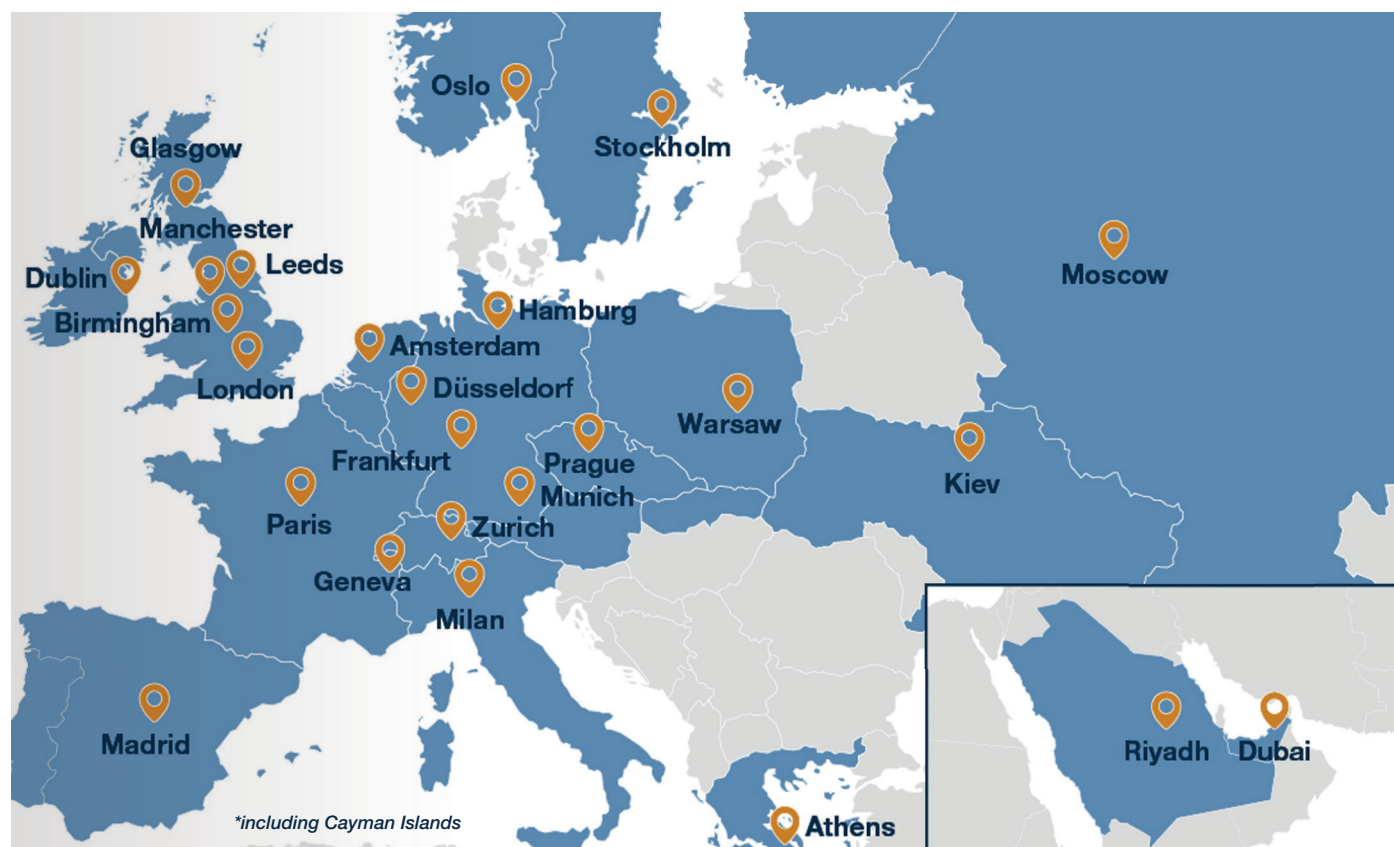 Oslo
Stockholm
Glasgow
Manchester
Leeds
Dublin
Moscow
Hamburg
Birmingham
Amsterdam
London
Düsseldorf
Warsaw
Frankfurt
Prague
Kiev
Munich
Paris
Zurich
Geneva
Milan
Madrid
Riyadh
Dubai
*including Cayman Islands
Athens